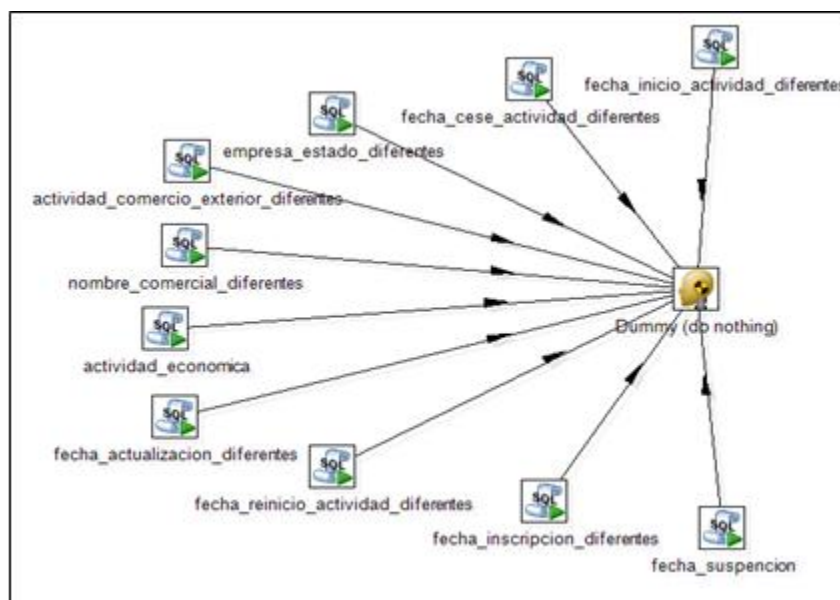 SQL
fecha_inicio_actividad_diferentes
SQL
fecha_cese_actividad_diferentes
SQL
empresa_estado_diferentes
SQL
actividad_comercio_exterior_diferentes
SQL
nombre_comercial_diferentes
Dummy (do nothing)
SQL
actividad_economica
SQL
fecha_actualizacion_diferentes
SQL
fecha_reinicio_actividad_diferentes
SQL
fecha_inscripcion_diferentes
SQL
fecha_suspencion